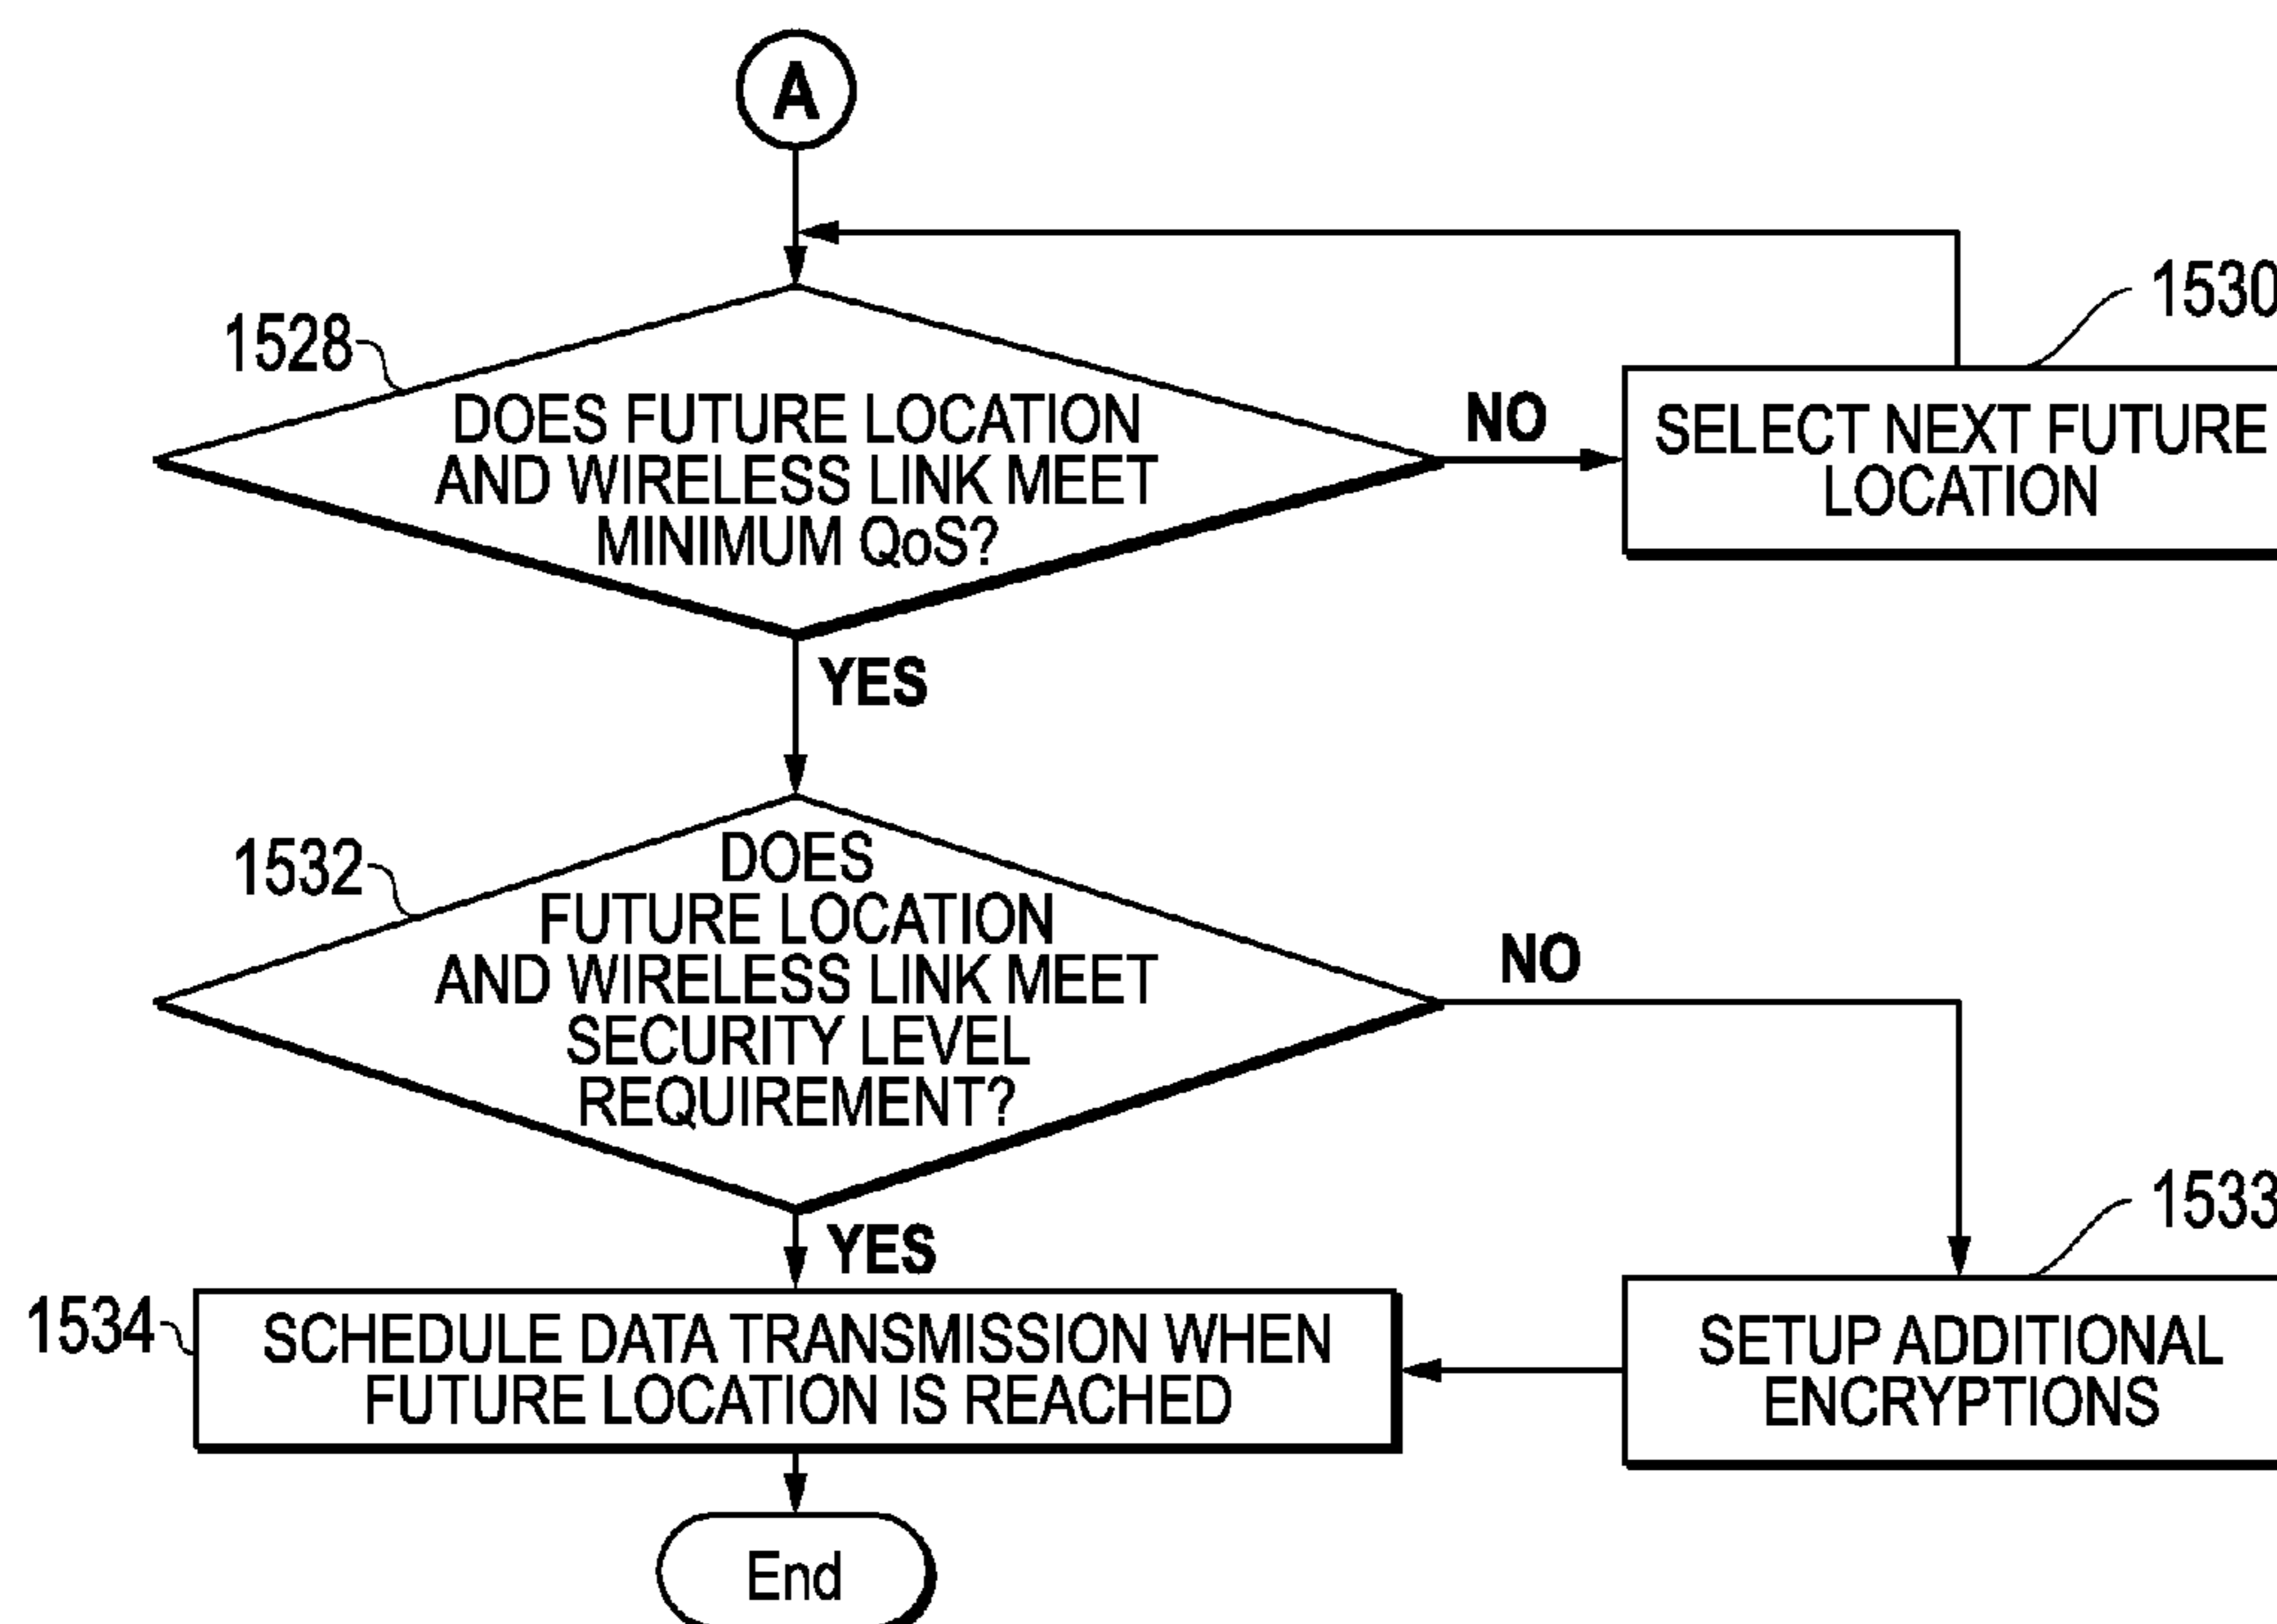 A
1528
DOES FUTURE LOCATION
AND WIRELESS LINK MEET
MINIMUM QoS?
NO
1530
SELECT NEXT FUTURE
LOCATION
YES
1532
DOES
FUTURE LOCATION
AND WIRELESS LINK MEET
SECURITY LEVEL
REQUIREMENT?
NO
1533
SETUP ADDITIONAL
ENCRYPTIONS
YES
1534
SCHEDULE DATA TRANSMISSION WHEN
FUTURE LOCATION IS REACHED
End